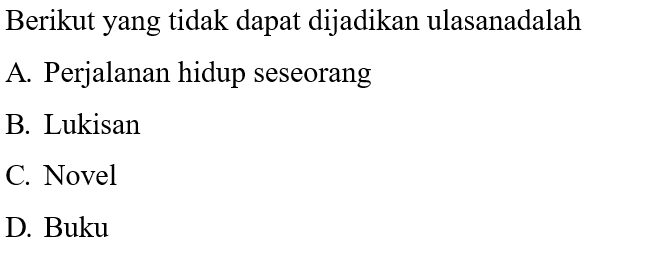 Berikut yang tidak dapat dijadikan ulasanadalah
A. Perjalanan hidup seseorang
B. Lukisan
C. Novel
D. Buku